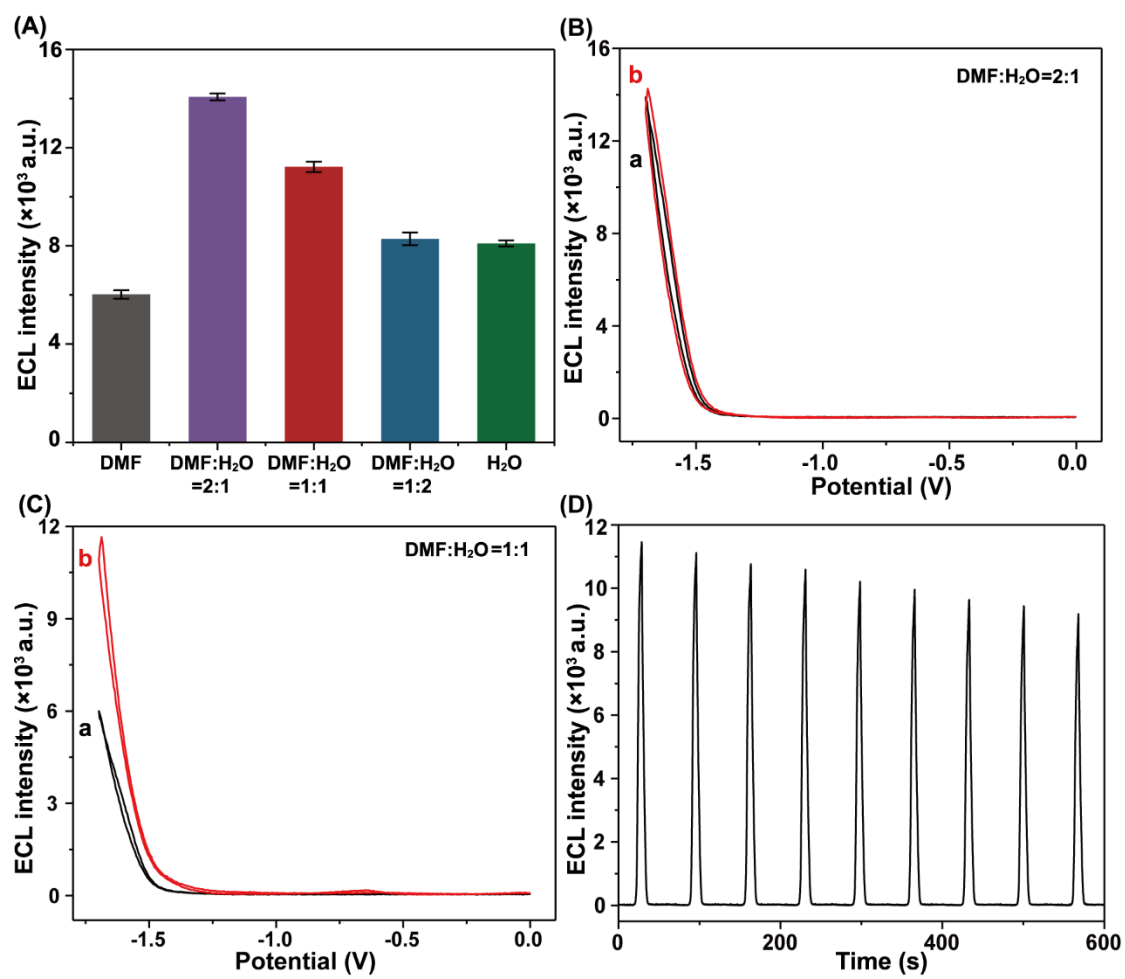 (A)
16
12
8
4
0
ECL intensity (×10³ a.u.)
DMF
DMF:H₂O
=2:1
DMF:H₂O
=1:1
DMF:H₂O
=1:2
H₂O
(B)
DMF:H₂O=2:1
b
a
16
12
8
4
0
ECL intensity (×10³ a.u.)
-1.5
-1.0
-0.5
0.0
Potential (V)
(C)
DMF:H₂O=1:1
b
a
12
9
6
3
0
ECL intensity (×10³ a.u.)
-1.5
-1.0
-0.5
0.0
Potential (V)
(D)
12
10
8
6
4
2
0
ECL intensity (×10³ a.u.)
0
200
400
600
Time (s)